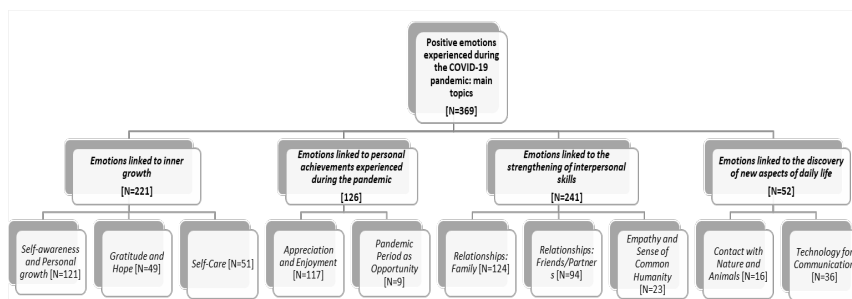 Positive emotions
experienced during
the COVID-19
pandemic: main
topics
[N=369]
Emotions linked to inner
growth
[N=221]
Emotions linked to personal
achievements experienced
during the pandemic
[126]
Emotions linked to the
strengthening of interpersonal
skills
[N=241]
Emotions linked to the discovery
of new aspects of daily life
[N=52]
Self-awareness
and Personal
growth [N=121]
Gratitude and
Hope [N=49]
Self-Care [N=51]
Appreciation
and Enjoyment
[N=117]
Pandemic
Period as
Opportunity
[N=9]
Relationships:
Family [N=124]
Relationships:
Friends/Partner
s [N=94]
Empathy and
Sense of
Common
Humanity
[N=23]
Contact with
Nature and
Animals [N=16]
Technology for
Communication
[N=36]